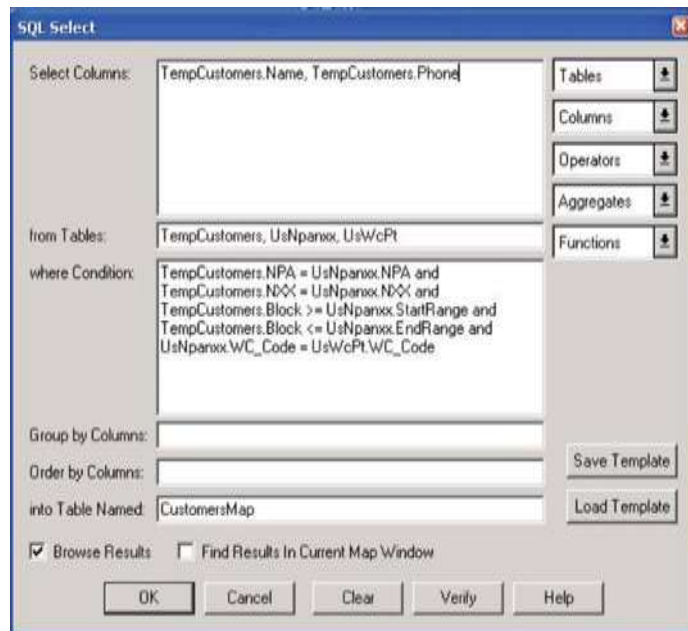 SQL Select
Select Columns:
TempCustomers.Name, TempCustomers.Phone
Tables
Columns
Operators
Aggregates
Functions
from Tables:
TempCustomers, UsNpanxx, UsWcPt
where Condition:
TempCustomers.NPA = UsNpanxx.NPA and
TempCustomers.NXX = UsNpanxx.NXX and
TempCustomers.Block >= UsNpanxx.StartRange and
TempCustomers.Block <= UsNpanxx.EndRange and
UsNpanxx.WC_Code = UsWcPt.WC_Code
Group by Columns:
Order by Columns:
into Table Named:
CustomersMap
Save Template
Load Template
Browse Results
Find Results In Current Map Window
OK
Cancel
Clear
Verify
Help